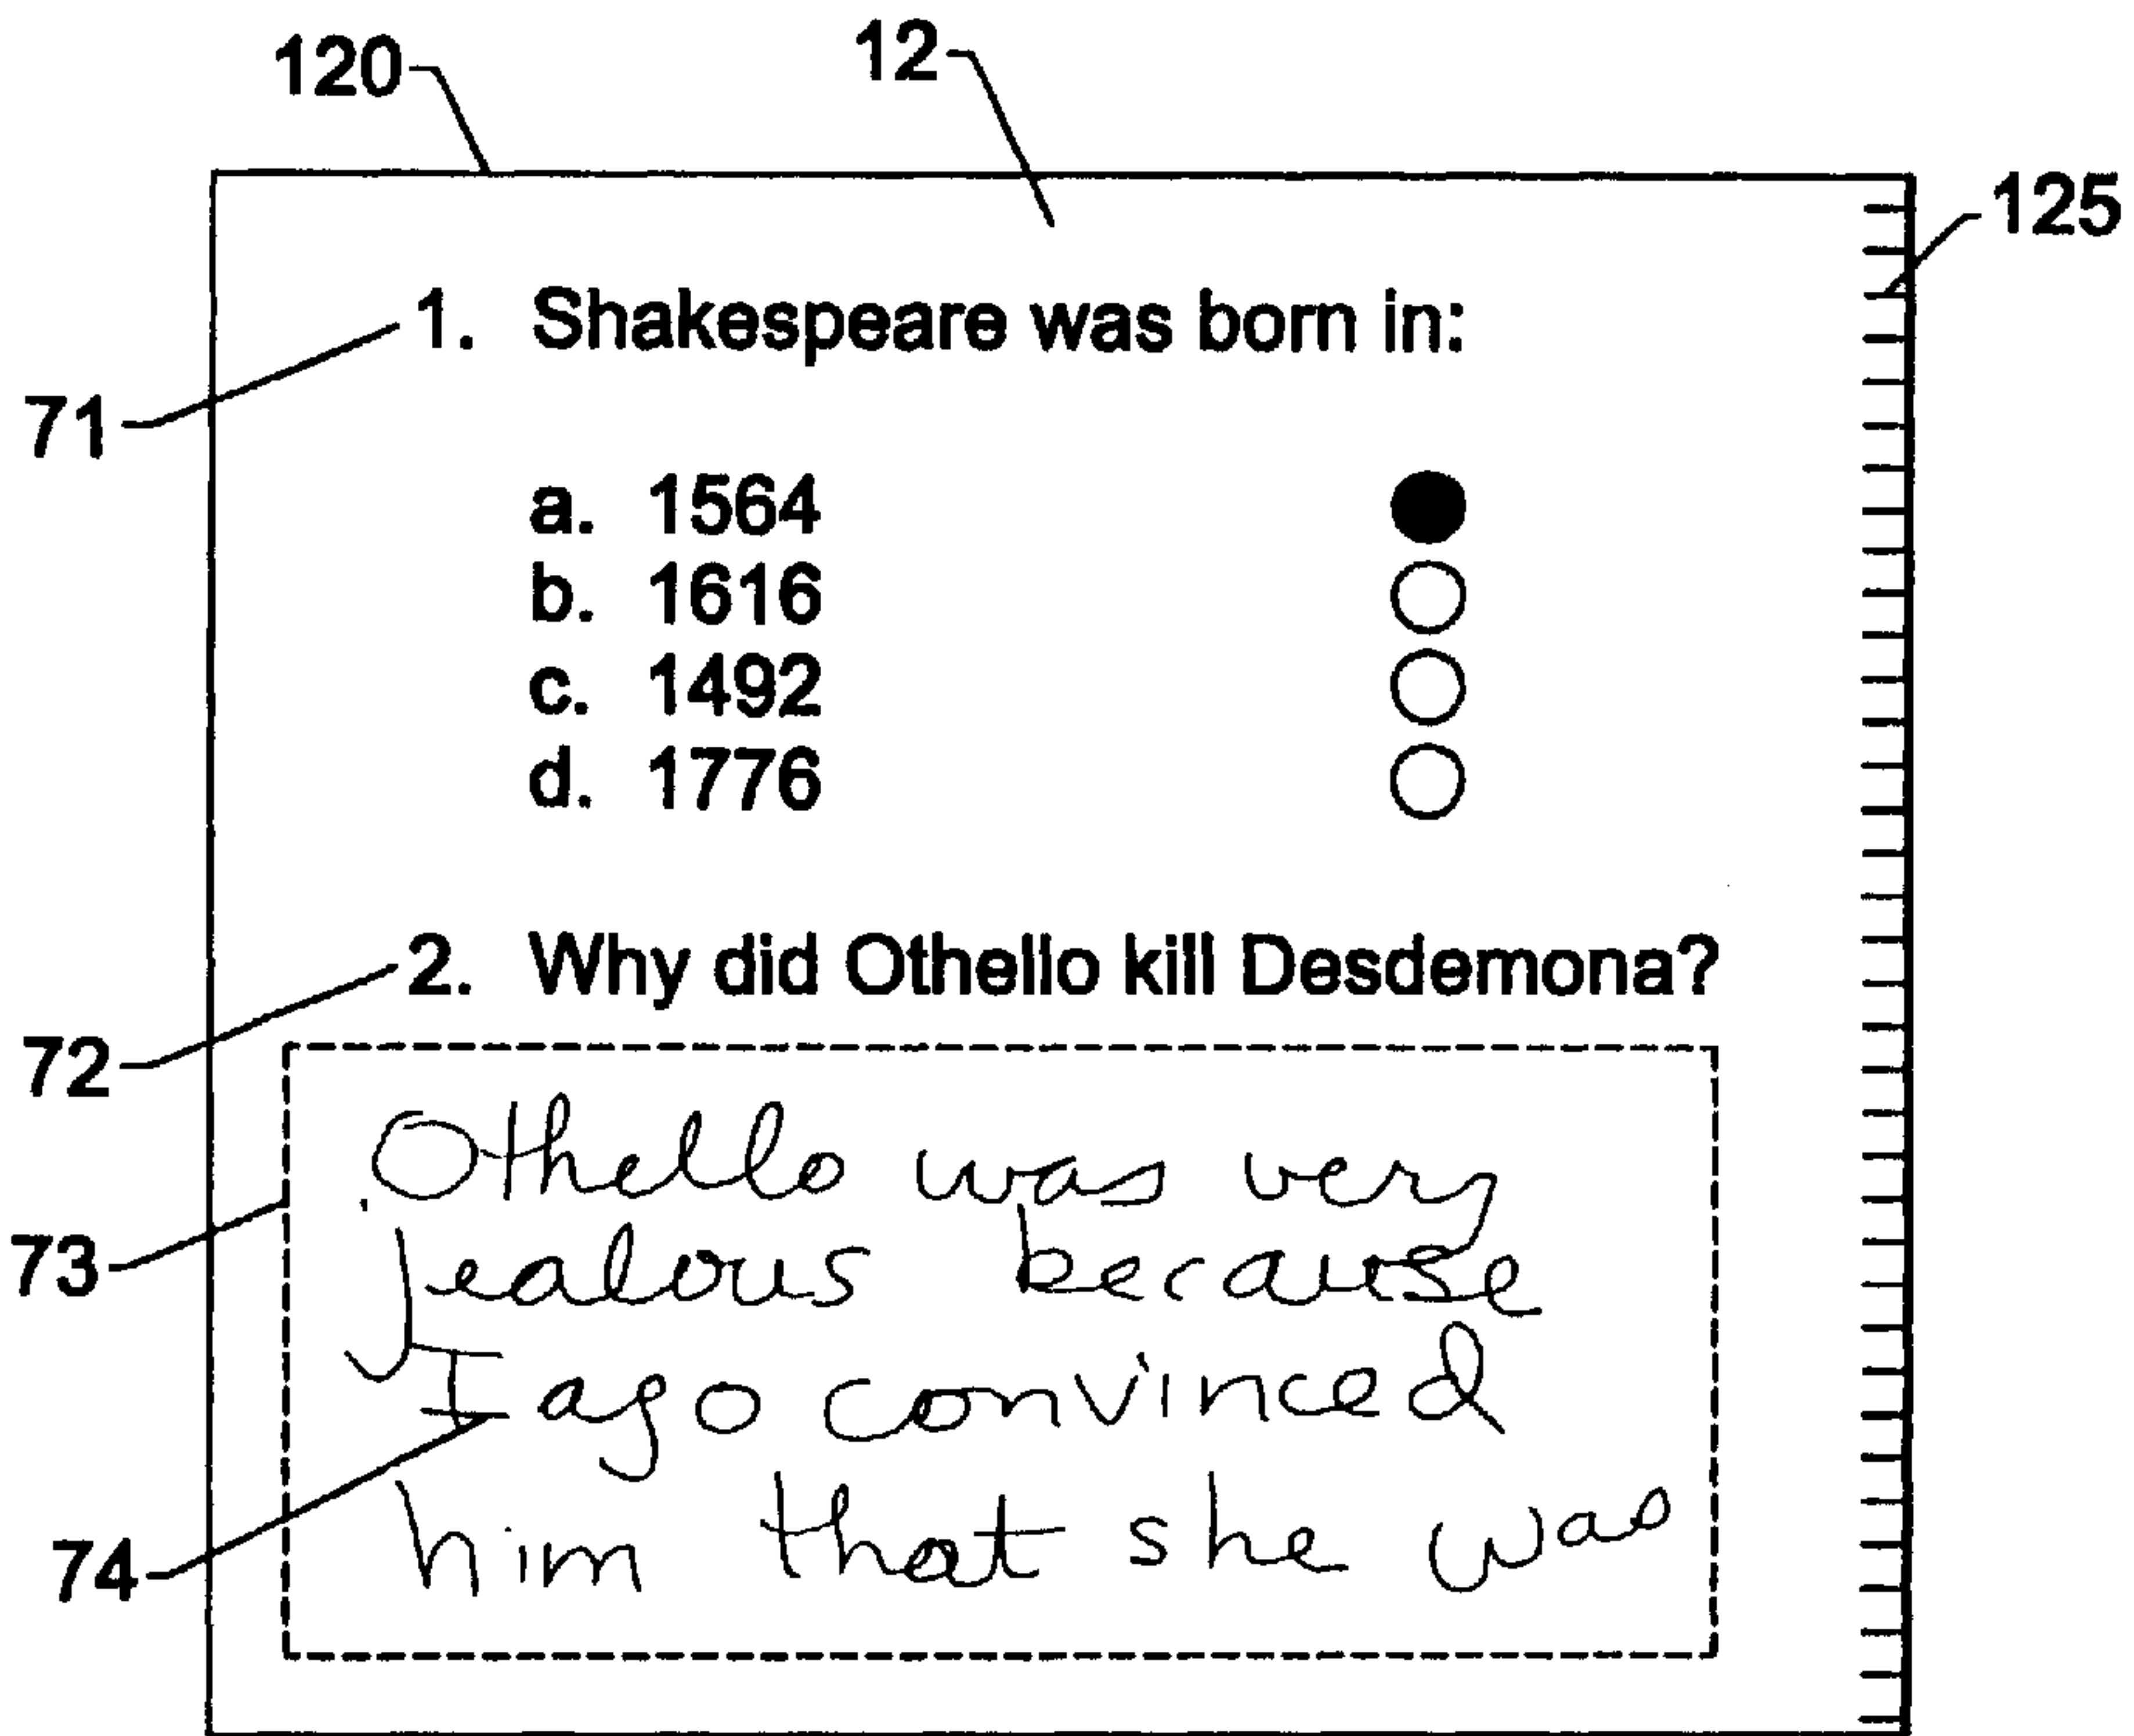 120
12
125
1. Shakespeare was born in:
71
a. 1564
b. 1616
c. 1492
d. 1776
2. Why did Othello kill Desdemona?
72
Othello was very
jealous because
73
Iago convinced
him that she was
74